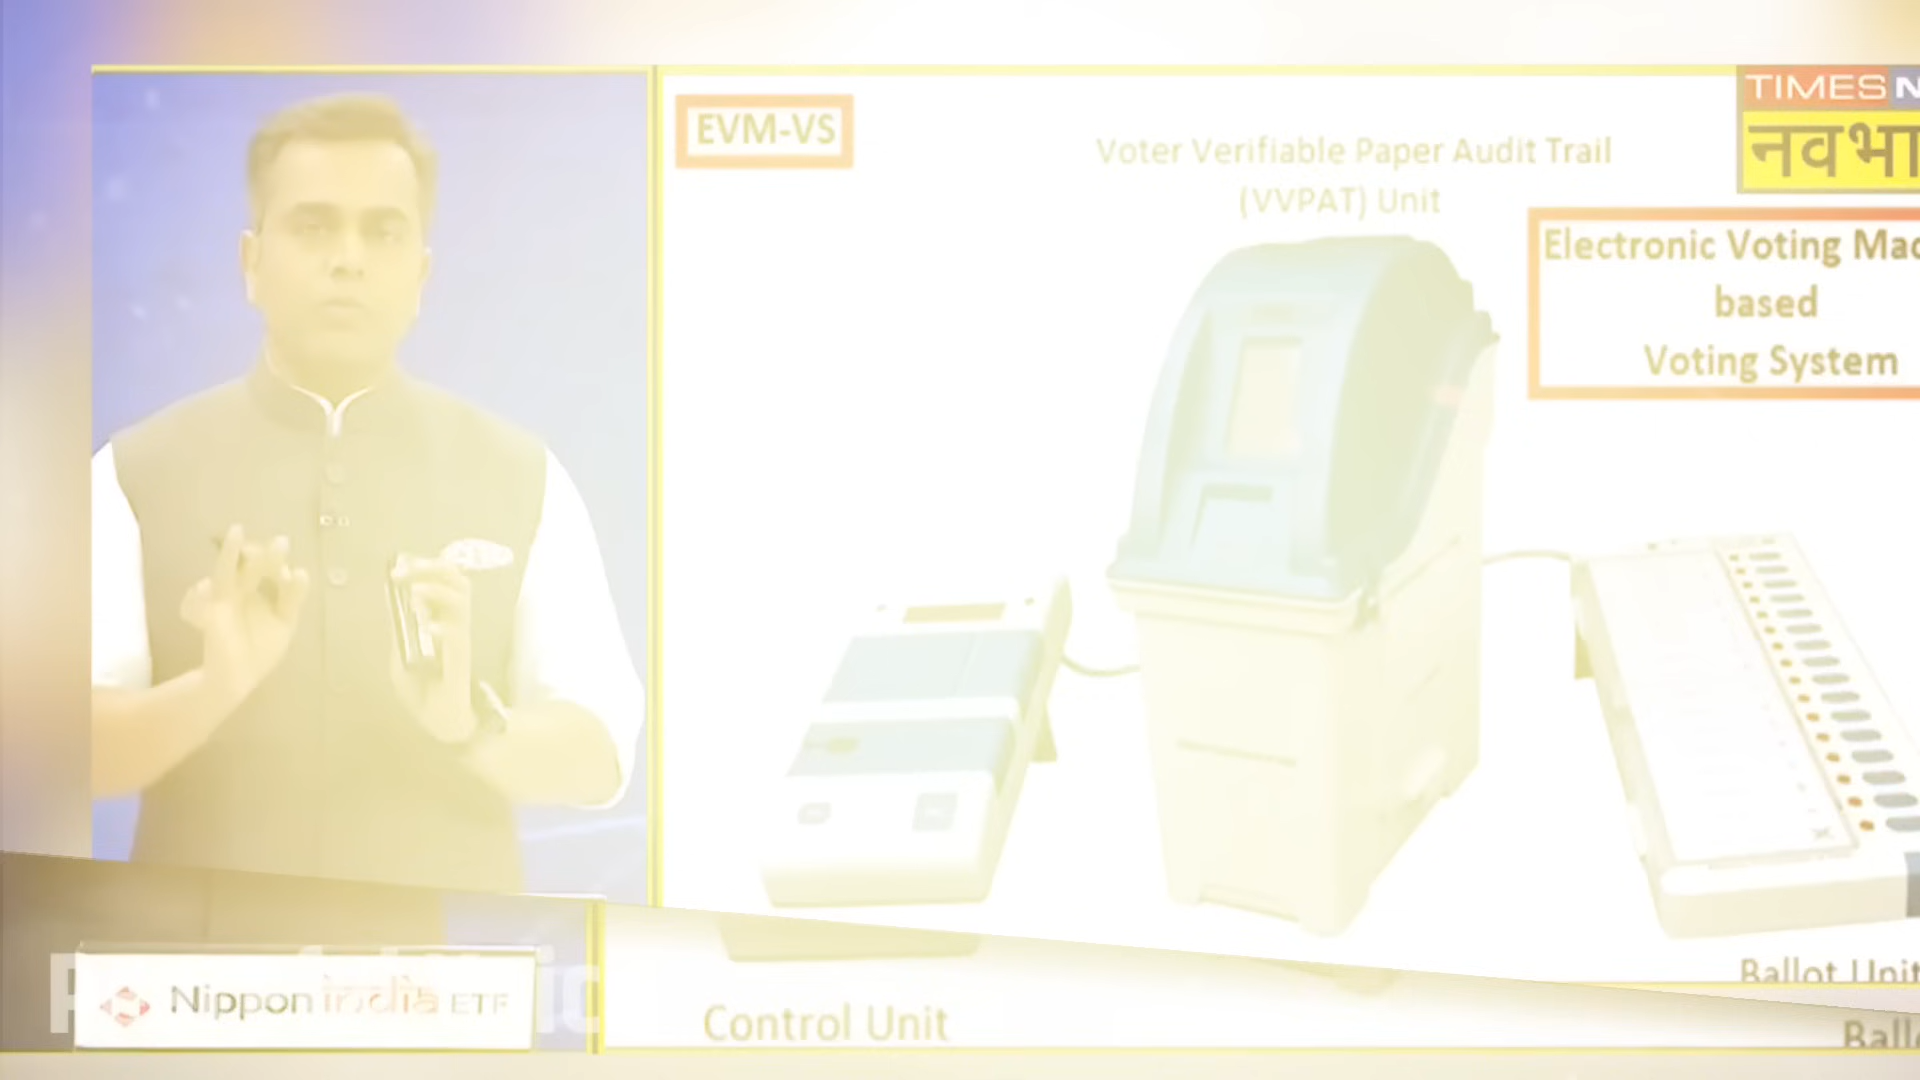 EVM-VS
Voter Verifiable Paper Audit Trail
(VVPAT) Unit
TIMES N
नवभा
Electronic Voting Mac
based
Voting System
Ballot Unit
Nippon india ETF
Control Unit
Ball